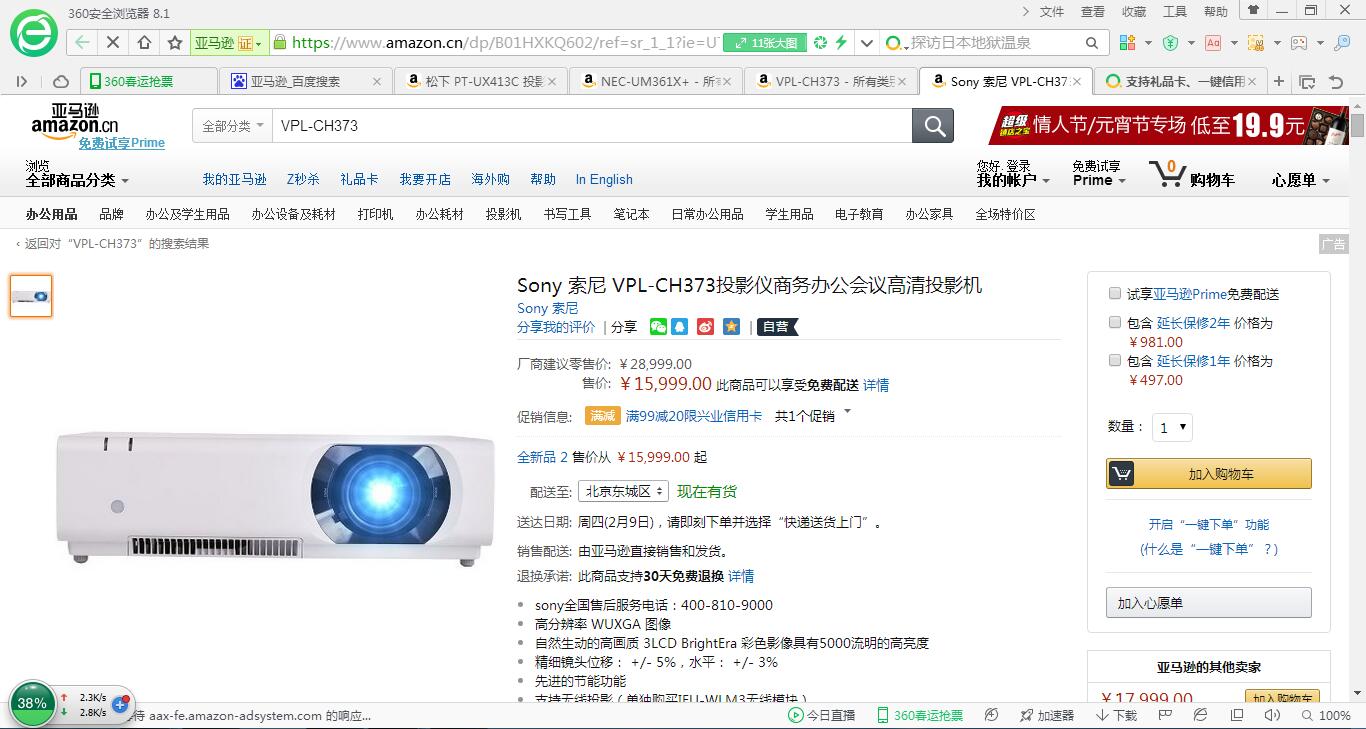 360安全浏览器 8.1
文件 查看 收藏 工具 帮助
亚马逊 证 https://www.amazon.cn/dp/B01HXKQ602/ref=sr_1_1?ie=U 11张大图 探访日本地狱温泉
360春运抢票 亚马逊_百度搜索 松下 PT-UX413C 投影 NEC-UM361X+ - 所有 VPL-CH373 - 所有类别 Sony 索尼 VPL-CH37 支持礼品卡、一键信用
亚马逊
amazon.cn
免费试享Prime
全部分类 VPL-CH373
超级 情人节/元宵节专场 低至19.9元
浏览
全部商品分类
我的亚马逊 Z秒杀 礼品卡 我要开店 海外购 帮助 In English
您好, 登录
我的帐户
免费试享
Prime
0 购物车
心愿单
办公用品 品牌 办公及学生用品 办公设备及耗材 打印机 办公耗材 投影机 书写工具 笔记本 日常办公用品 学生用品 电子教育 办公家具 全场特价区
‹ 返回对“VPL-CH373”的搜索结果
广告
Sony 索尼 VPL-CH373投影仪商务办公会议高清投影机
Sony 索尼
分享我的评价 | 分享 | 自营
厂商建议零售价: ￥28,999.00
售价: ￥15,999.00 此商品可以享受免费配送 详情
促销信息: 满减 满99减20限兴业信用卡 共1个促销
全新品 2 售价从 ￥15,999.00 起
配送至: 北京东城区 现在有货
送达日期: 周四(2月9日)，请即刻下单并选择“快递送货上门”。
销售配送: 由亚马逊直接销售和发货。
退换承诺: 此商品支持30天免费退换 详情
sony全国售后服务电话：400-810-9000
高分辨率 WUXGA 图像
自然生动的高画质 3LCD BrightEra 彩色影像具有5000流明的高亮度
精细镜头位移： +/- 5%，水平： +/- 3%
先进的节能功能
支持无线投影（单独购买IFU-WLM3无线模块）
试享亚马逊Prime免费配送
包含 延长保修2年 价格为
￥981.00
包含 延长保修1年 价格为
￥497.00
数量： 1
加入购物车
开启“一键下单”功能
(什么是“一键下单”？)
加入心愿单
亚马逊的其他卖家
￥17,999.00 加入购物车
38% 2.3K/s
2.8K/s
待 aax-fe.amazon-adsystem.com 的响应...
今日直播 360春运抢票 加速器 下载 100%